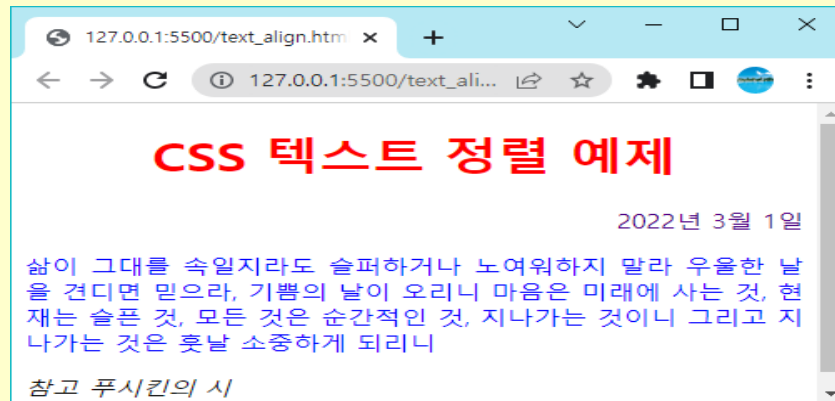 127.0.0.1:5500/text_align.htm
127.0.0.1:5500/text_ali...
CSS 텍스트 정렬 예제
2022년 3월 1일
삶이 그대를 속일지라도 슬퍼하거나 노여워하지 말라 우울한 날
을 견디면 믿으라, 기쁨의 날이 오리니 마음은 미래에 사는 것, 현
재는 슬픈 것, 모든 것은 순간적인 것, 지나가는 것이니 그리고 지
나가는 것은 훗날 소중하게 되리니
참고 푸시킨의 시